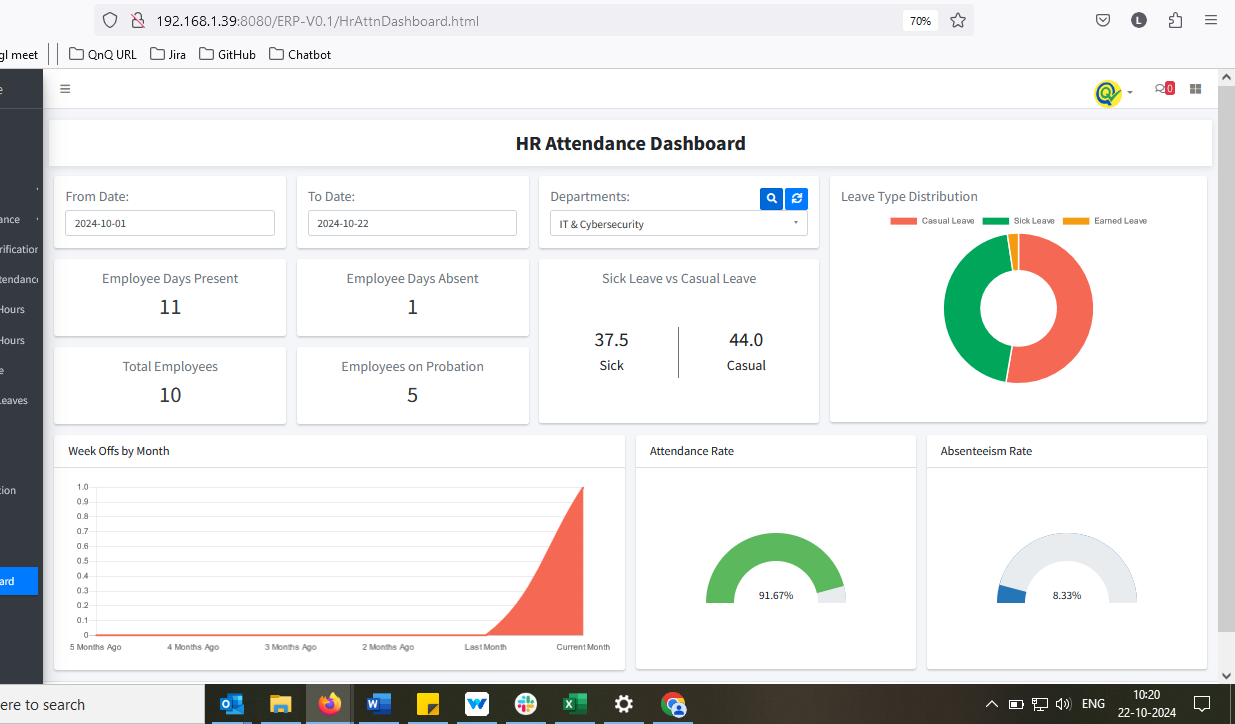 192.168.1.39:8080/ERP-V0.1/HrAttnDashboard.html
70%
L
gl meet
QnQ URL
Jira
GitHub
Chatbot
e
0
HR Attendance Dashboard
ance
rification
tendance
Hours
Hours
e
eaves
tion
ard
From Date:
2024-10-01
To Date:
2024-10-22
Departments:
IT & Cybersecurity
Leave Type Distribution
Casual Leave Sick Leave Earned Leave
Employee Days Present
11
Employee Days Absent
1
Sick Leave vs Casual Leave
37.5
Sick
44.0
Casual
Total Employees
10
Employees on Probation
5
Week Offs by Month
1.0
0.9
0.8
0.7
0.6
0.5
0.4
0.3
0.2
0.1
0
5 Months Ago 4 Months Ago 3 Months Ago 2 Months Ago Last Month Current Month
Attendance Rate
91.67%
Absenteeism Rate
8.33%
ere to search
ENG
10:20
22-10-2024